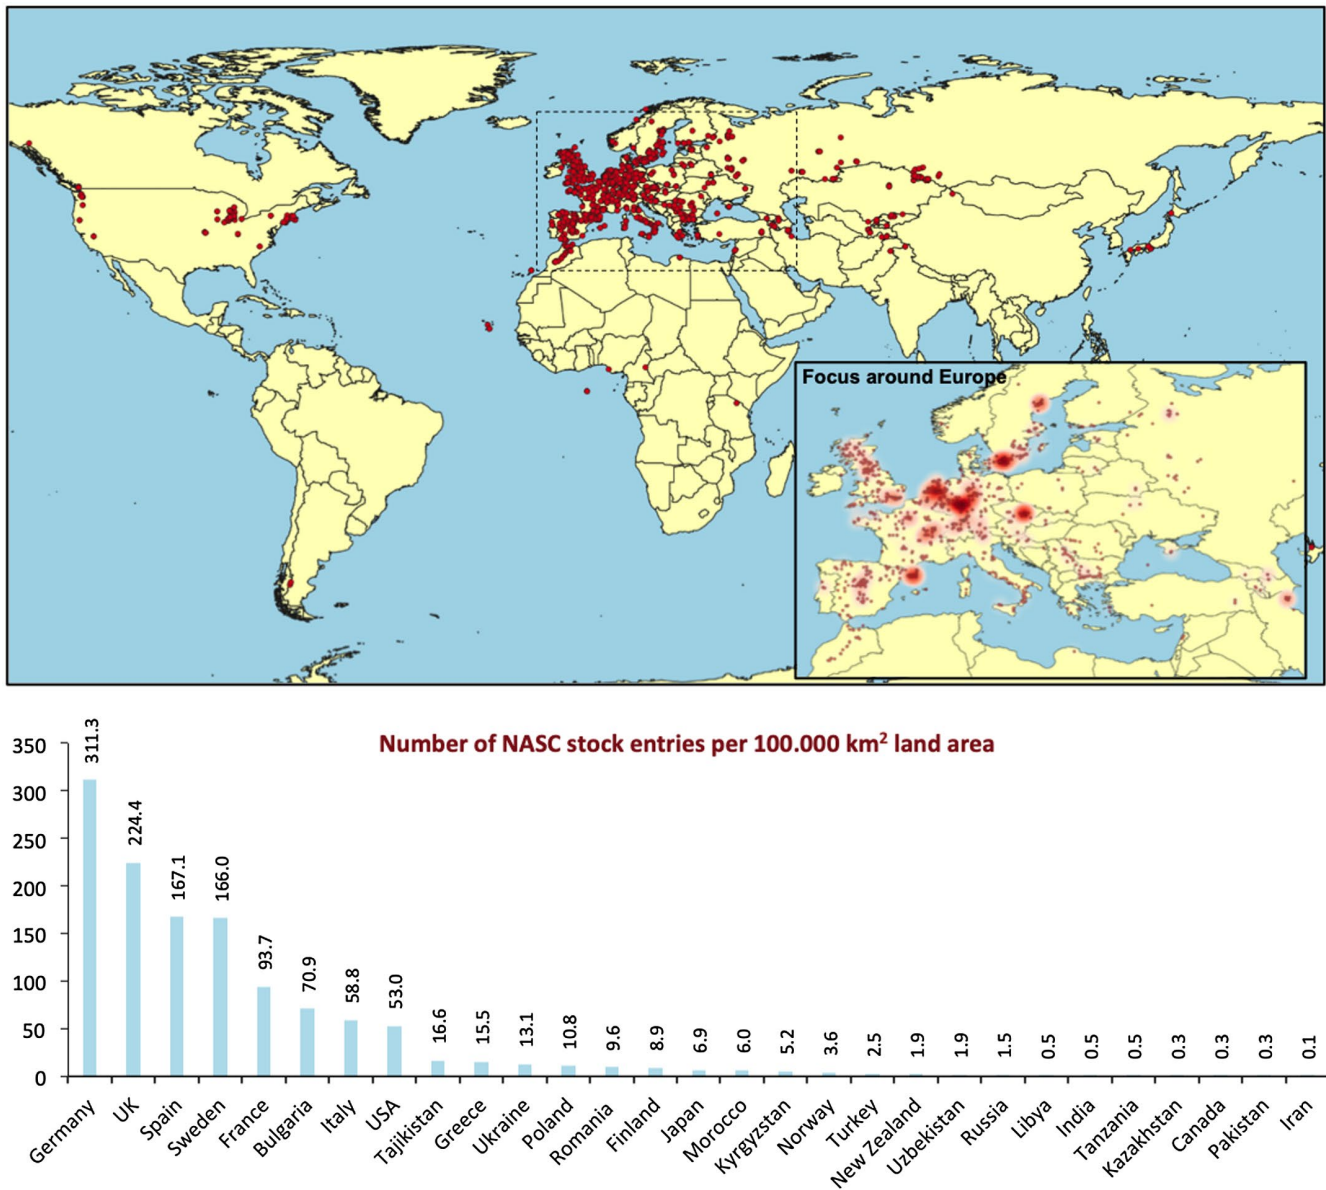 Focus around Europe
Number of NASC stock entries per 100.000 km² land area
350
300
250
200
150
100
50
0
311.3
224.4
167.1
166.0
93.7
70.9
58.8
53.0
16.6
15.5
13.1
10.8
9.6
8.9
6.9
6.0
5.2
3.6
2.5
1.9
1.9
1.5
0.5
0.5
0.5
0.3
0.3
0.3
0.1
Germany
UK
Spain
Sweden
France
Bulgaria
Italy
USA
Tajikistan
Greece
Ukraine
Poland
Romania
Finland
Japan
Morocco
Kyrgyzstan
Norway
Turkey
New Zealand
Uzbekistan
Russia
Libya
India
Tanzania
Kazakhstan
Canada
Pakistan
Iran